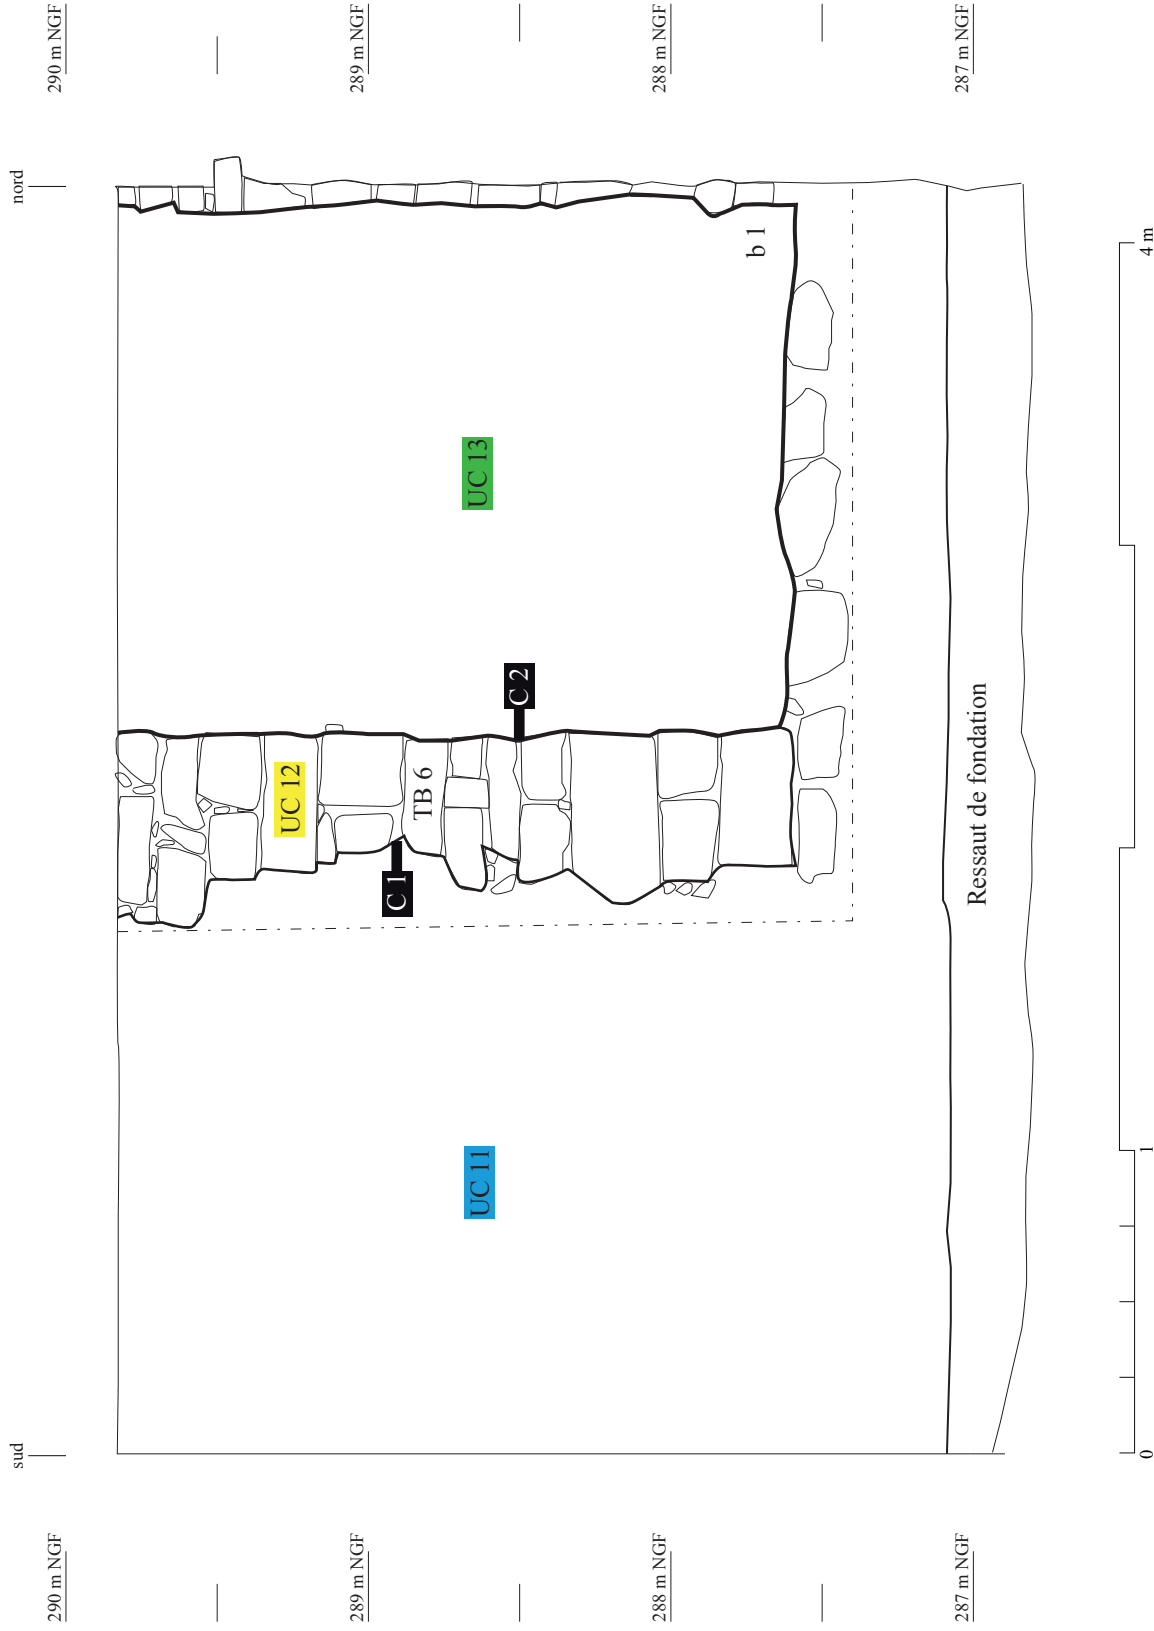 sud
nord
290 m NGF
290 m NGF
289 m NGF
289 m NGF
288 m NGF
288 m NGF
287 m NGF
287 m NGF
UC 12
C 1
TB 6
UC 11
UC 13
C 2
b 1
Ressaut de fondation
0
1
4 m